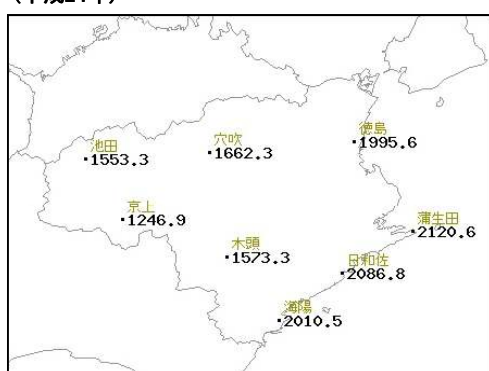 徳島
1995.6
穴吹
1662.3
池田
1553.3
京上
1246.9
蒲生田
2120.6
木頭
1573.3
日和佐
2086.8
海陽
2010.5